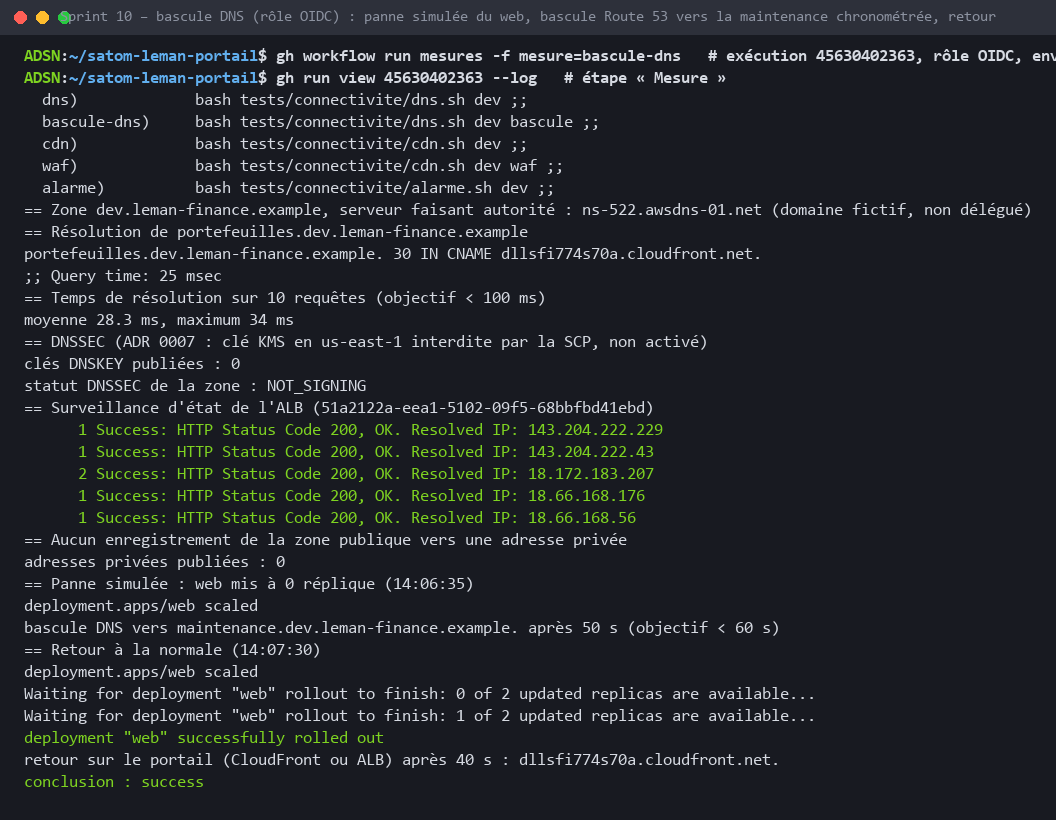 Sprint 10 – bascule DNS (rôle OIDC) : panne simulée du web, bascule Route 53 vers la maintenance chronométrée, retour
ADSN:~/satom-leman-portail$ gh workflow run mesures -f mesure=bascule-dns   # exécution 45630402363, rôle OIDC, env
ADSN:~/satom-leman-portail$ gh run view 45630402363 --log   # étape « Mesure »
  dns)             bash tests/connectivite/dns.sh dev ;;
  bascule-dns)     bash tests/connectivite/dns.sh dev bascule ;;
  cdn)             bash tests/connectivite/cdn.sh dev ;;
  waf)             bash tests/connectivite/cdn.sh dev waf ;;
  alarme)          bash tests/connectivite/alarme.sh dev ;;
== Zone dev.leman-finance.example, serveur faisant autorité : ns-522.awsdns-01.net (domaine fictif, non délégué)
== Résolution de portefeuilles.dev.leman-finance.example
portefeuilles.dev.leman-finance.example. 30 IN CNAME dllsfi774s70a.cloudfront.net.
;; Query time: 25 msec
== Temps de résolution sur 10 requêtes (objectif < 100 ms)
moyenne 28.3 ms, maximum 34 ms
== DNSSEC (ADR 0007 : clé KMS en us-east-1 interdite par la SCP, non activé)
clés DNSKEY publiées : 0
statut DNSSEC de la zone : NOT_SIGNING
== Surveillance d'état de l'ALB (51a2122a-eea1-5102-09f5-68bbfbd41ebd)
      1 Success: HTTP Status Code 200, OK. Resolved IP: 143.204.222.229
      1 Success: HTTP Status Code 200, OK. Resolved IP: 143.204.222.43
      2 Success: HTTP Status Code 200, OK. Resolved IP: 18.172.183.207
      1 Success: HTTP Status Code 200, OK. Resolved IP: 18.66.168.176
      1 Success: HTTP Status Code 200, OK. Resolved IP: 18.66.168.56
== Aucun enregistrement de la zone publique vers une adresse privée
adresses privées publiées : 0
== Panne simulée : web mis à 0 réplique (14:06:35)
deployment.apps/web scaled
bascule DNS vers maintenance.dev.leman-finance.example. après 50 s (objectif < 60 s)
== Retour à la normale (14:07:30)
deployment.apps/web scaled
Waiting for deployment "web" rollout to finish: 0 of 2 updated replicas are available...
Waiting for deployment "web" rollout to finish: 1 of 2 updated replicas are available...
deployment "web" successfully rolled out
retour sur le portail (CloudFront ou ALB) après 40 s : dllsfi774s70a.cloudfront.net.
conclusion : success